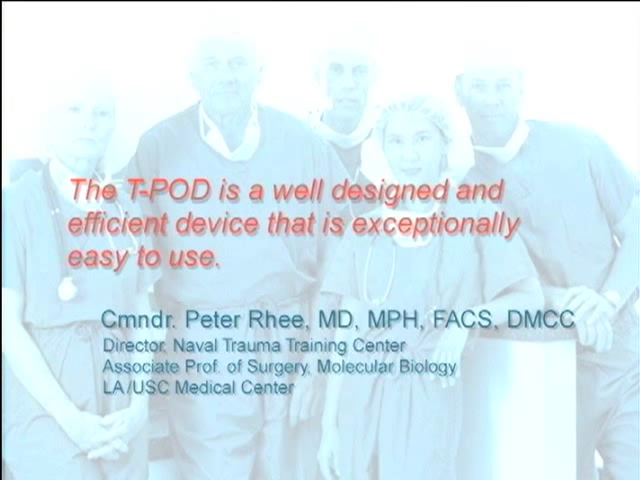 The T-POD is a well designed and
efficient device that is exceptionally
easy to use.
Cmndr. Peter Rhee, MD, MPH, FACS, DMCC
Director, Naval Trauma Training Center
Associate Prof. of Surgery, Molecular Biology
LA/USC Medical Center